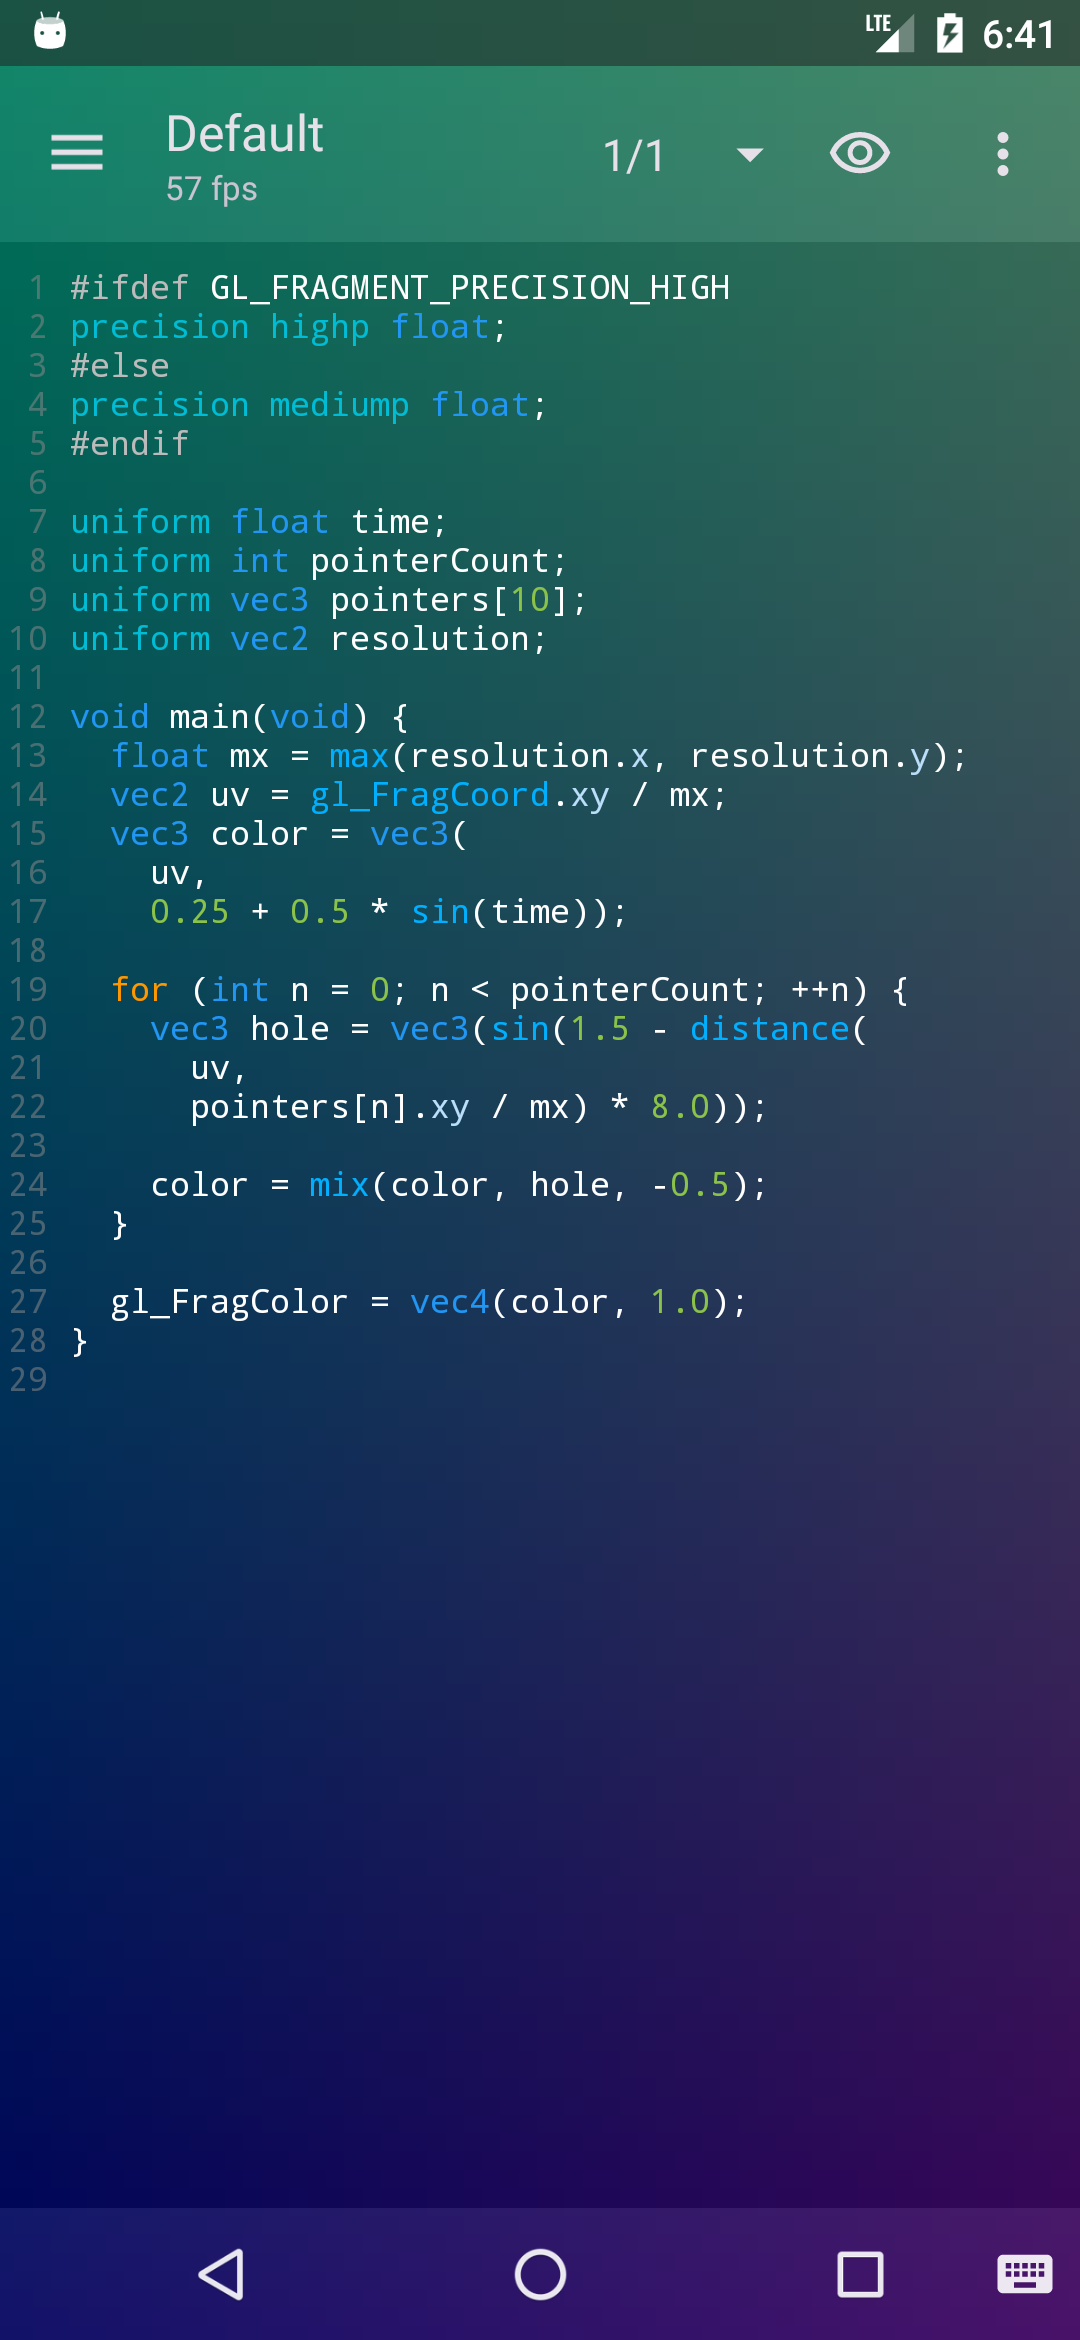 LTE 6:41
Default 1/1
57 fps
1 #ifdef GL_FRAGMENT_PRECISION_HIGH
2 precision highp float;
3 #else
4 precision mediump float;
5 #endif
6
7 uniform float time;
8 uniform int pointerCount;
9 uniform vec3 pointers[10];
10 uniform vec2 resolution;
11
12 void main(void) {
13   float mx = max(resolution.x, resolution.y);
14   vec2 uv = gl_FragCoord.xy / mx;
15   vec3 color = vec3(
16     uv,
17     0.25 + 0.5 * sin(time));
18
19   for (int n = 0; n < pointerCount; ++n) {
20     vec3 hole = vec3(sin(1.5 - distance(
21       uv,
22       pointers[n].xy / mx) * 8.0));
23
24     color = mix(color, hole, -0.5);
25   }
26
27   gl_FragColor = vec4(color, 1.0);
28 }
29